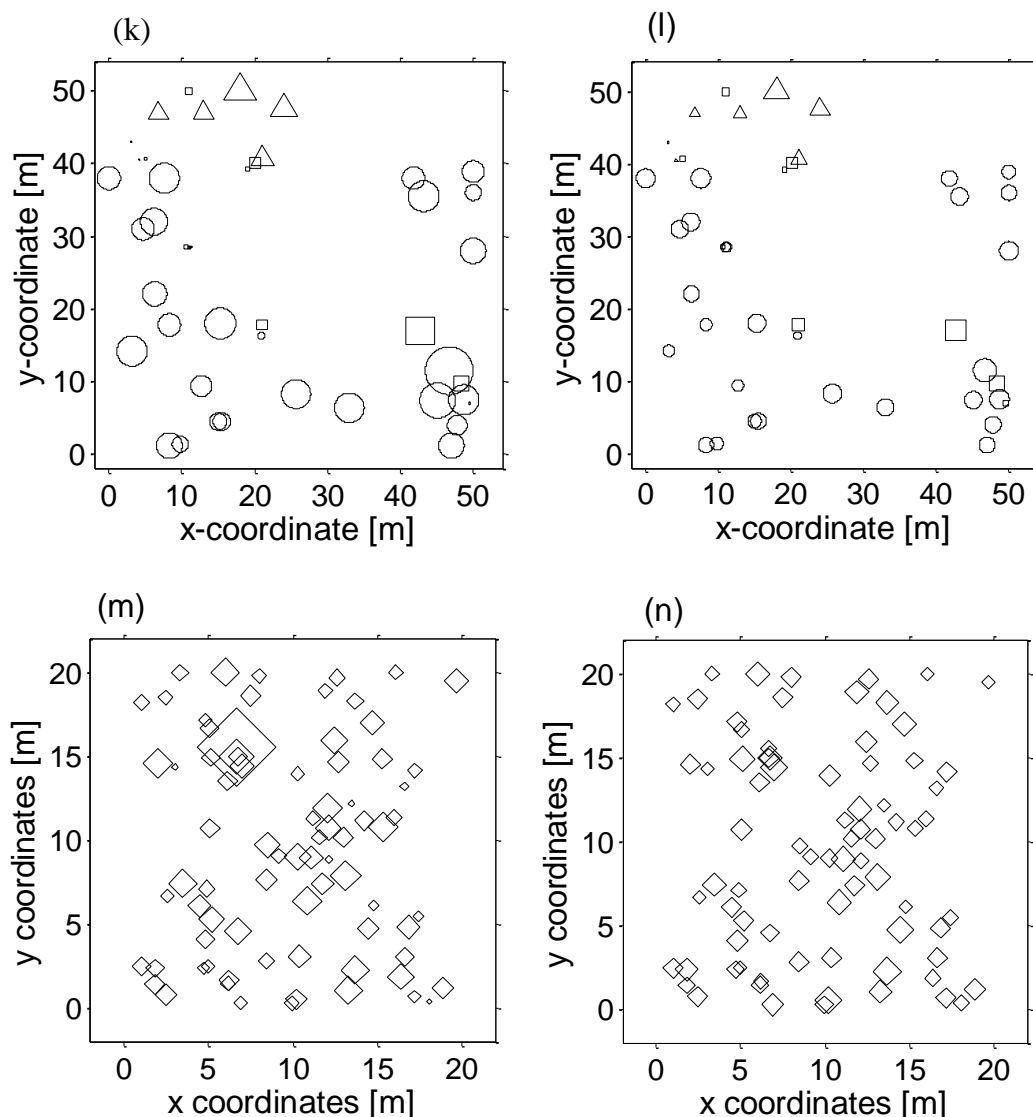 (k)
(l)
50
40
30
20
10
0
y-coordinate [m]
0 10 20 30 40 50
x-coordinate [m]
50
40
30
20
10
0
y-coordinate [m]
0 10 20 30 40 50
x-coordinate [m]
(m)
(n)
20
15
10
5
0
y coordinates [m]
0 5 10 15 20
x coordinates [m]
20
15
10
5
0
y coordinates [m]
0 5 10 15 20
x coordinates [m]